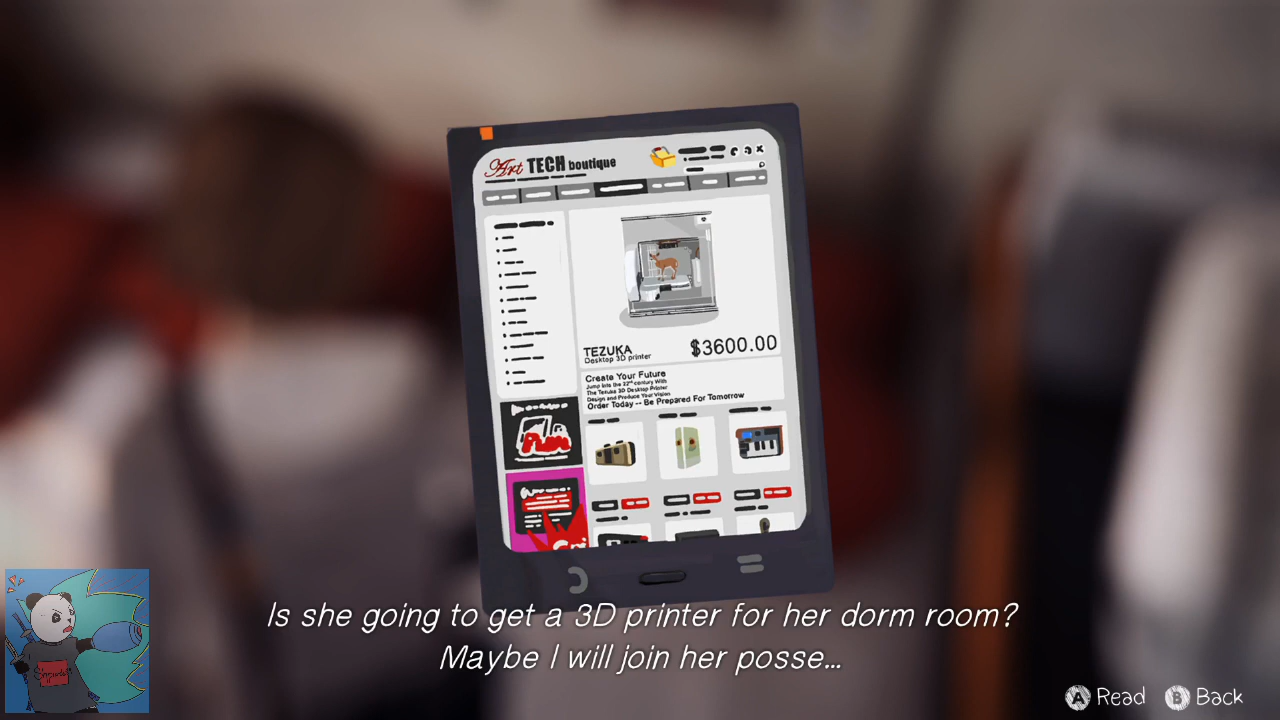 Art TECH boutique
TEZUKA
Desktop 3D printer
$3600.00
Create Your Future
Jump into the 22nd century With
The Tezuka 3D Desktop Printer
Design and Produce Your Vision
Order Today -- Be Prepared For Tomorrow
Is she going to get a 3D printer for her dorm room?
Maybe I will join her posse...
A Read B Back